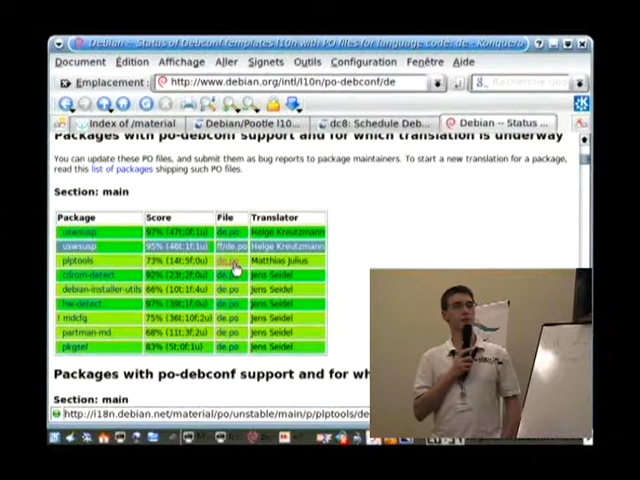 Debian -- Status of Debconf templates l10n with PO files for language code: de - Konquero
Document Édition Affichage Aller Signets Outils Configuration Fenêtre Aide
Emplacement : http://www.debian.org/intl/l10n/po-debconf/de
Index of /material Debian/Pootle l10... dc8: Schedule Deb... Debian -- Status ...
Packages with po-debconf support and for which translation is underway
You can update these PO files, and submit them as bug reports to package maintainers. To start a new translation for a package,
read this list of packages shipping such PO files.
Section: main
Package Score File Translator
uswsusp 97% (47t;0f;1u) de.po Helge Kreutzmann
uswsusp 95% (46t;1f;1u) ff/de.po Helge Kreutzmann
plptools 73% (14t;5f;0u) de.po Matthias Julius
cdrom-detect 92% (23t;2f;0u) de.po Jens Seidel
debian-installer-utils 66% (10t;1f;4u) de.po Jens Seidel
hw-detect 97% (39t;1f;0u) de.po Jens Seidel
! mdcfg 75% (36t;10f;2u) de.po Jens Seidel
partman-md 68% (11t;3f;2u) de.po Jens Seidel
pkgsel 83% (5t;0f;1u) de.po Jens Seidel
Packages with po-debconf support and for wh
Section: main
http://i18n.debian.net/material/po/unstable/main/p/plptools/de